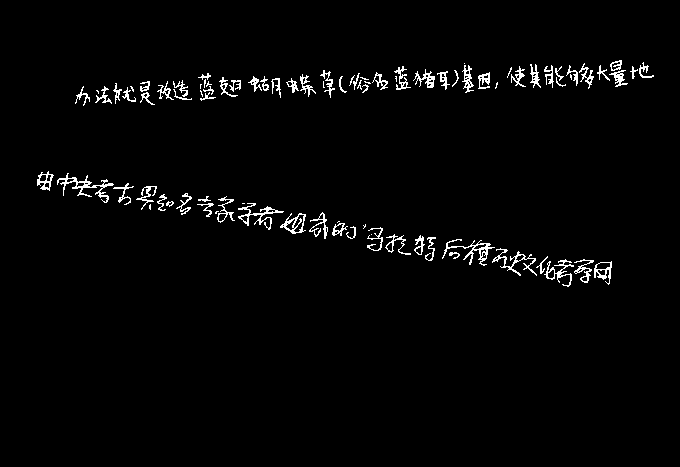 办法就是改造蓝翅蝴蝶草(俗名蓝猪耳)基因,使其能够大量地
由中央考古界知名专家学者组成的“马拉特后裔历史文化考察团